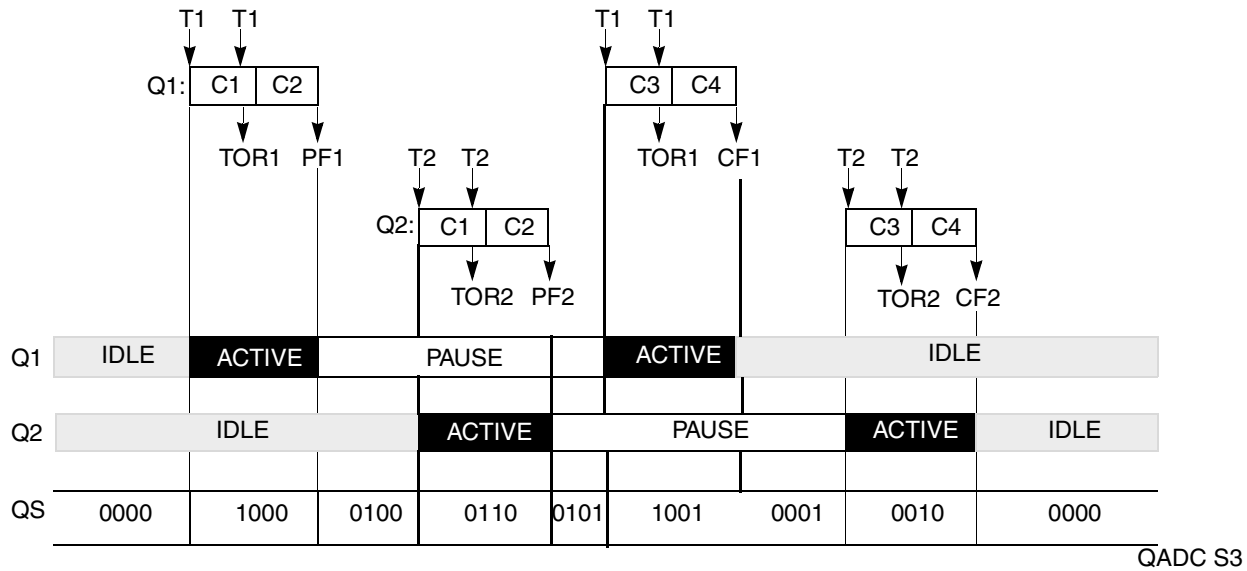 T1 T1 T1 T1
Q1: C1 C2 C3 C4
TOR1 PF1 T2 T2 TOR1 CF1 T2 T2
Q2: C1 C2 C3 C4
TOR2 PF2 TOR2 CF2
Q1 IDLE ACTIVE PAUSE ACTIVE IDLE
Q2 IDLE ACTIVE PAUSE ACTIVE IDLE
QS 0000 1000 0100 0110 0101 1001 0001 0010 0000
QADC S3